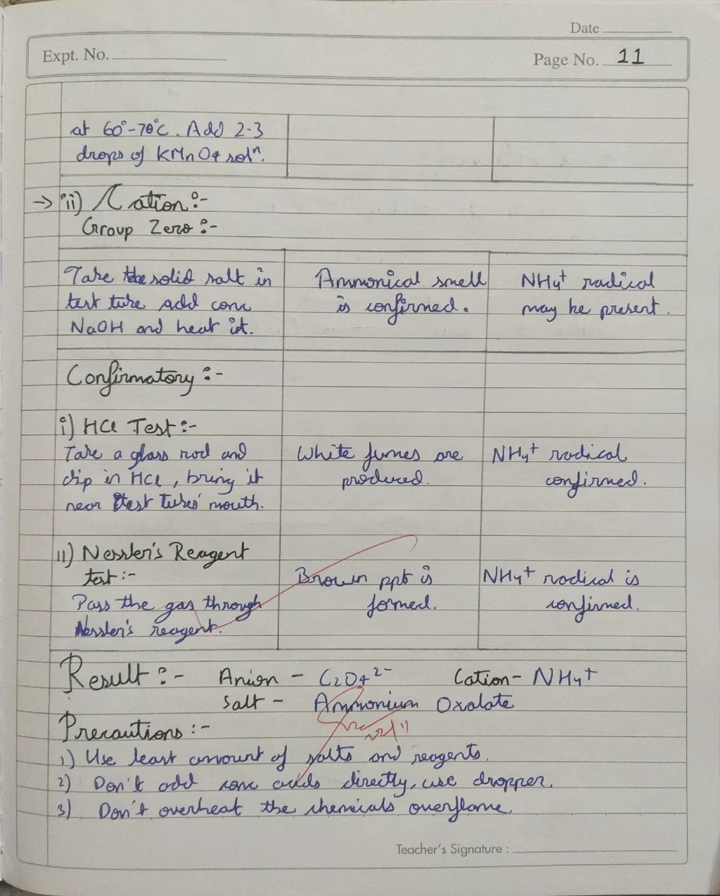 Date
Expt. No.
Page No. 11
at 60°-70°C. Add 2-3
drops of KMnO4 solⁿ.
→ ii) Cation:-
Group Zero:-
Take the solid salt in Ammonical smell NH4+ radical
test ture add conc is confirmed. may be present.
NaOH and heat it.
Confirmatory:-
i) HCl Test:-
Take a glass rod and White fumes are NH4+ radical
dip in HCl, bring it produced. confirmed.
near test tubes' mouth.
ii) Nessler's Reagent
test:- Brown ppt is NH4+ radical is
Pass the gas through formed. confirmed.
Nessler's reagent.
Result:- Anion - C2O4²⁻ Cation- NH4+
Salt - Ammonium Oxalate
Precautions:-
1) Use least amount of salts and reagents.
2) Don't add conc acids directly, use dropper.
3) Don't overheat the chemicals overflame.
Teacher's Signature :